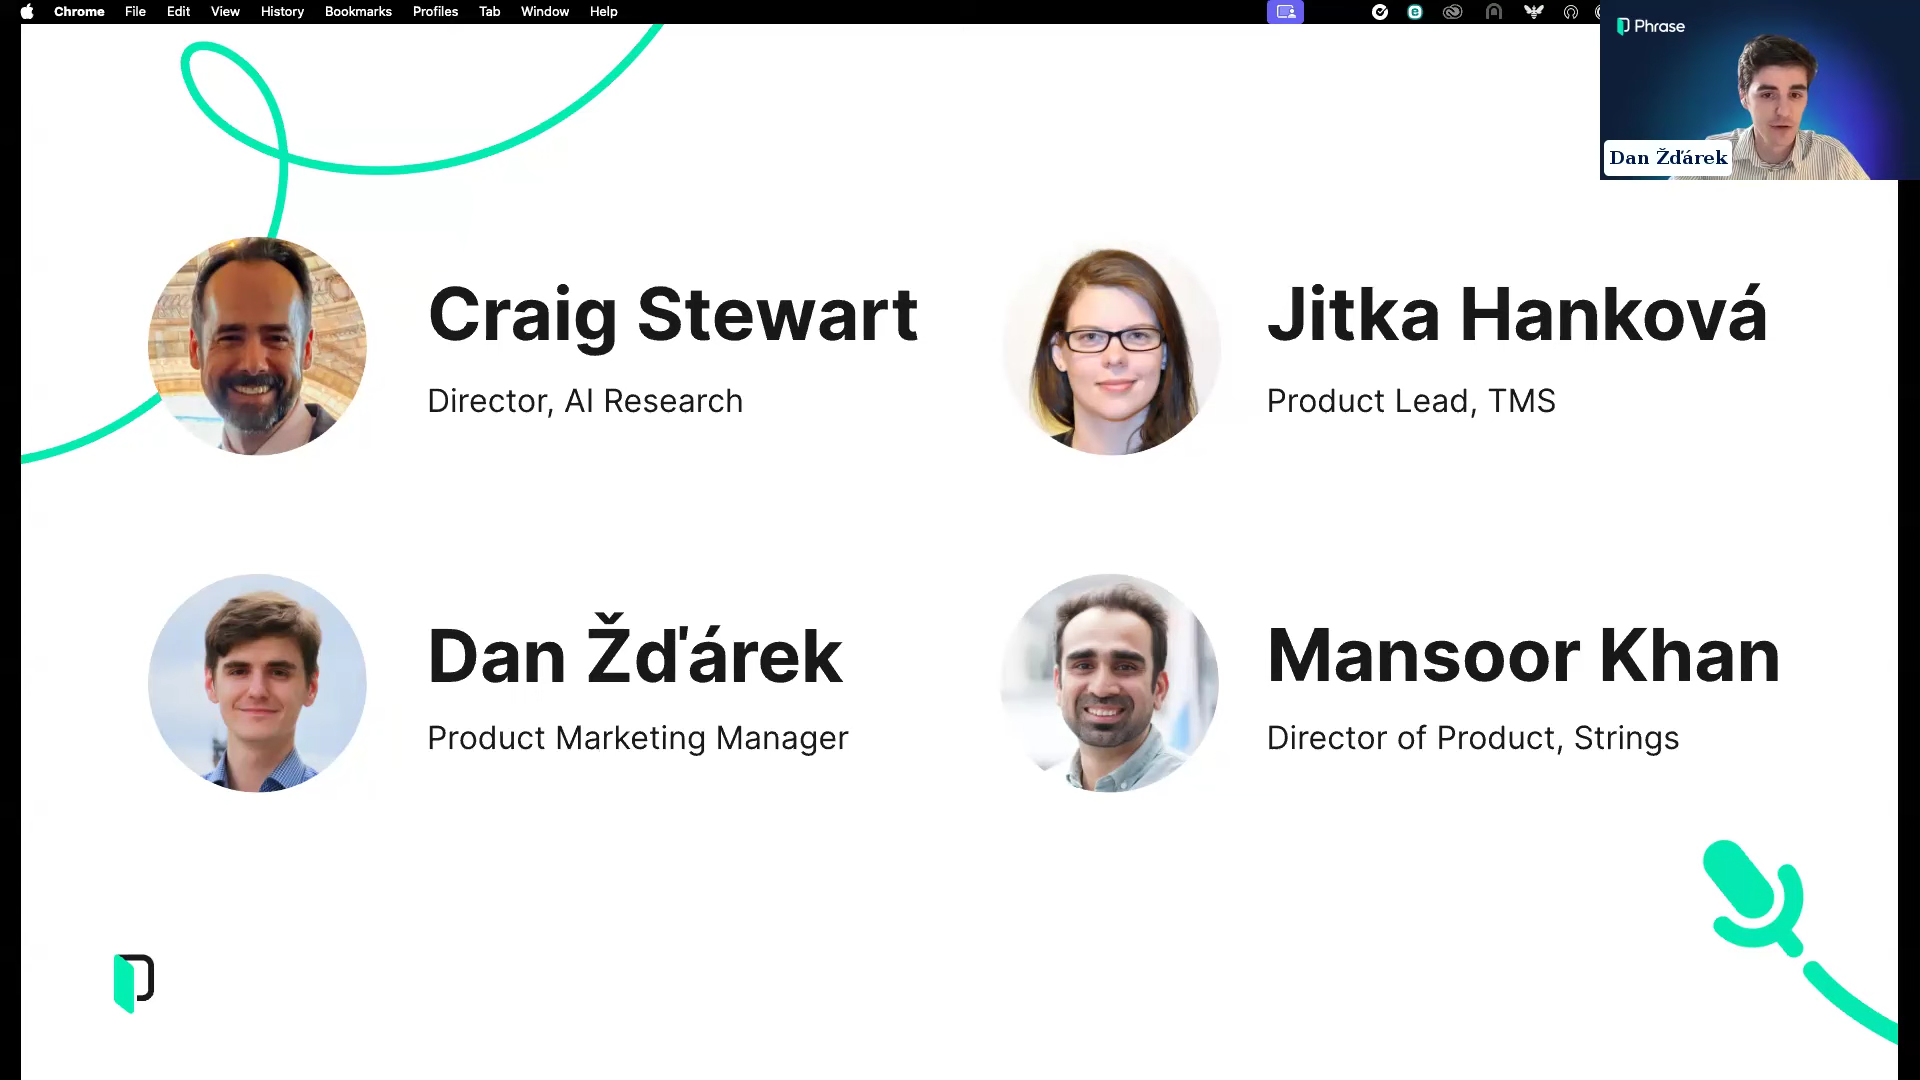 Chrome File Edit View History Bookmarks Profiles Tab Window Help
Phrase
Dan Žďárek
Craig Stewart
Director, AI Research
Jitka Hanková
Product Lead, TMS
Dan Žďárek
Product Marketing Manager
Mansoor Khan
Director of Product, Strings